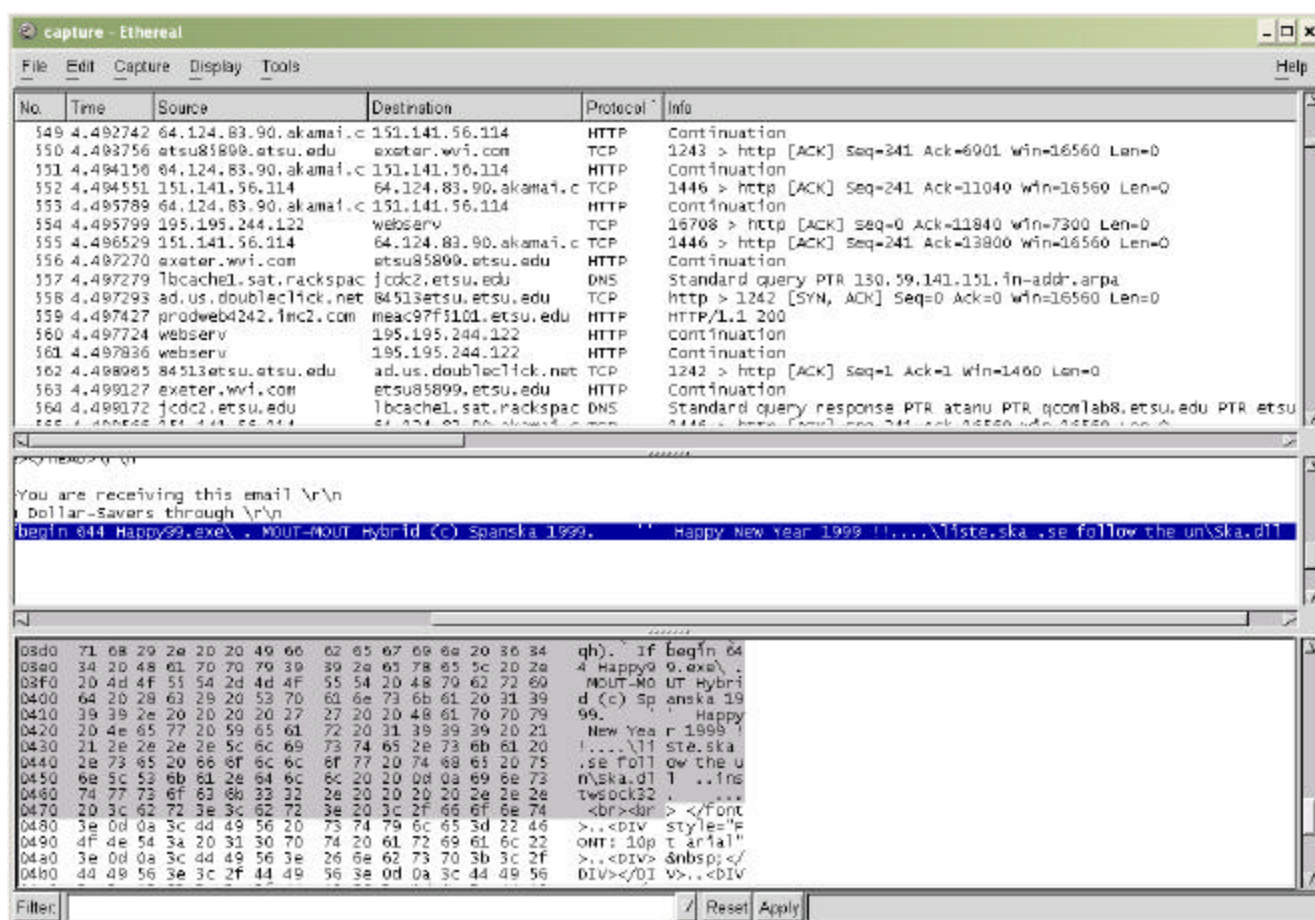 capture - Ethereal
File Edit Capture Display Tools Help
No. Time Source Destination Protocol Info
549 4.492742 64.124.83.90.akamai.c 151.141.56.114 HTTP Continuation
550 4.493756 etsu85899.etsu.edu exeter.wvi.com TCP 1243 > http [ACK] Seq=341 Ack=6901 Win=16560 Len=0
551 4.494156 64.124.83.90.akamai.c 151.141.56.114 HTTP Continuation
552 4.494551 151.141.56.114 64.124.83.90.akamai.c TCP 1446 > http [ACK] Seq=241 Ack=11040 Win=16560 Len=0
553 4.495789 64.124.83.90.akamai.c 151.141.56.114 HTTP Continuation
554 4.495799 195.195.244.122 webserv TCP 16708 > http [ACK] Seq=0 Ack=11840 Win=7300 Len=0
555 4.496529 151.141.56.114 64.124.83.90.akamai.c TCP 1446 > http [ACK] Seq=241 Ack=13800 Win=16560 Len=0
556 4.497270 exeter.wvi.com etsu85899.etsu.edu HTTP Continuation
557 4.497279 lbcache1.sat.rackspac jcdc2.etsu.edu DNS Standard query PTR 130.59.141.151.in-addr.arpa
558 4.497293 ad.us.doubleclick.net 84513etsu.etsu.edu TCP http > 1242 [SYN, ACK] Seq=0 Ack=0 Win=16560 Len=0
559 4.497427 prodweb4242.imc2.com meac97f5101.etsu.edu HTTP HTTP/1.1 200
560 4.497724 webserv 195.195.244.122 HTTP Continuation
561 4.497836 webserv 195.195.244.122 HTTP Continuation
562 4.498965 84513etsu.etsu.edu ad.us.doubleclick.net TCP 1242 > http [ACK] Seq=1 Ack=1 Win=1460 Len=0
563 4.499127 exeter.wvi.com etsu85899.etsu.edu HTTP Continuation
564 4.499172 jcdc2.etsu.edu lbcache1.sat.rackspac DNS Standard query response PTR atanu PTR qcomlab8.etsu.edu PTR etsu
You are receiving this email \r\n
Dollar-Savers through \r\n
begin 644 Happy99.exe\ . MOUT-MOUT Hybrid (c) Spanska 1999. '' Happy New Year 1999 !!....\liste.ska .se follow the un\Ska.dll
03d0 71 68 29 2e 20 20 49 66 62 65 67 69 6e 20 36 34 qh). If begin 64
03e0 34 20 48 61 70 70 79 39 39 2e 65 78 65 5c 20 2e 4 Happy9 9.exe\ .
03f0 20 4d 4f 55 54 2d 4d 4f 55 54 20 48 79 62 72 69 MOUT-MO UT Hybri
0400 64 20 28 63 29 20 53 70 61 6e 73 6b 61 20 31 39 d (c) Sp anska 19
0410 39 39 2e 20 20 20 20 27 27 20 20 48 61 70 70 79 99. ' ' Happy
0420 20 4e 65 77 20 59 65 61 72 20 31 39 39 39 20 21 New Yea r 1999 !
0430 21 2e 2e 2e 2e 5c 6c 69 73 74 65 2e 73 6b 61 20 !....\li ste.ska
0440 2e 73 65 20 66 6f 6c 6c 6f 77 20 74 68 65 20 75 .se foll ow the u
0450 6e 5c 53 6b 61 2e 64 6c 6c 20 20 0d 0a 69 6e 73 n\Ska.dl l ..ins
0460 74 77 73 6f 63 6b 33 32 2e 20 20 20 20 2e 2e 2e twsock32 . ...
0470 20 3c 62 72 3e 3c 62 72 3e 20 3c 2f 66 6f 6e 74 <br><br > </font
0480 3e 0d 0a 3c 44 49 56 20 73 74 79 6c 65 3d 22 46 >..<DIV style="F
0490 4f 4e 54 3a 20 31 30 70 74 20 61 72 69 61 6c 22 ONT: 10p t arial"
04a0 3e 0d 0a 3c 44 49 56 3e 26 6e 62 73 70 3b 3c 2f >..<DIV> &nbsp;</
04b0 44 49 56 3e 3c 2f 44 49 56 3e 0d 0a 3c 44 49 56 DIV></DI V>..<DIV
Filter: Reset Apply